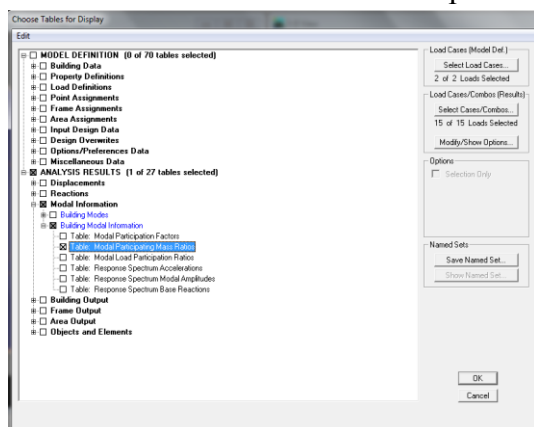 Choose Tables for Display
Edit
MODEL DEFINITION (0 of 70 tables selected)
Building Data
Property Definitions
Load Definitions
Point Assignments
Frame Assignments
Area Assignments
Input Design Data
Design Overwrites
Options/Preferences Data
Miscellaneous Data
ANALYSIS RESULTS (1 of 27 tables selected)
Displacements
Reactions
Modal Information
Building Modes
Building Modal Information
Table: Modal Participation Factors
Table: Modal Participating Mass Ratios
Table: Modal Load Participation Ratios
Table: Response Spectrum Accelerations
Table: Response Spectrum Modal Amplitudes
Table: Response Spectrum Base Reactions
Building Output
Frame Output
Area Output
Objects and Elements
Load Cases (Model Def.)
Select Load Cases...
2 of 2 Loads Selected
Load Cases/Combos (Results)
Select Cases/Combos...
15 of 15 Loads Selected
Modify/Show Options...
Options
Selection Only
Named Sets
Save Named Set...
Show Named Set...
OK
Cancel